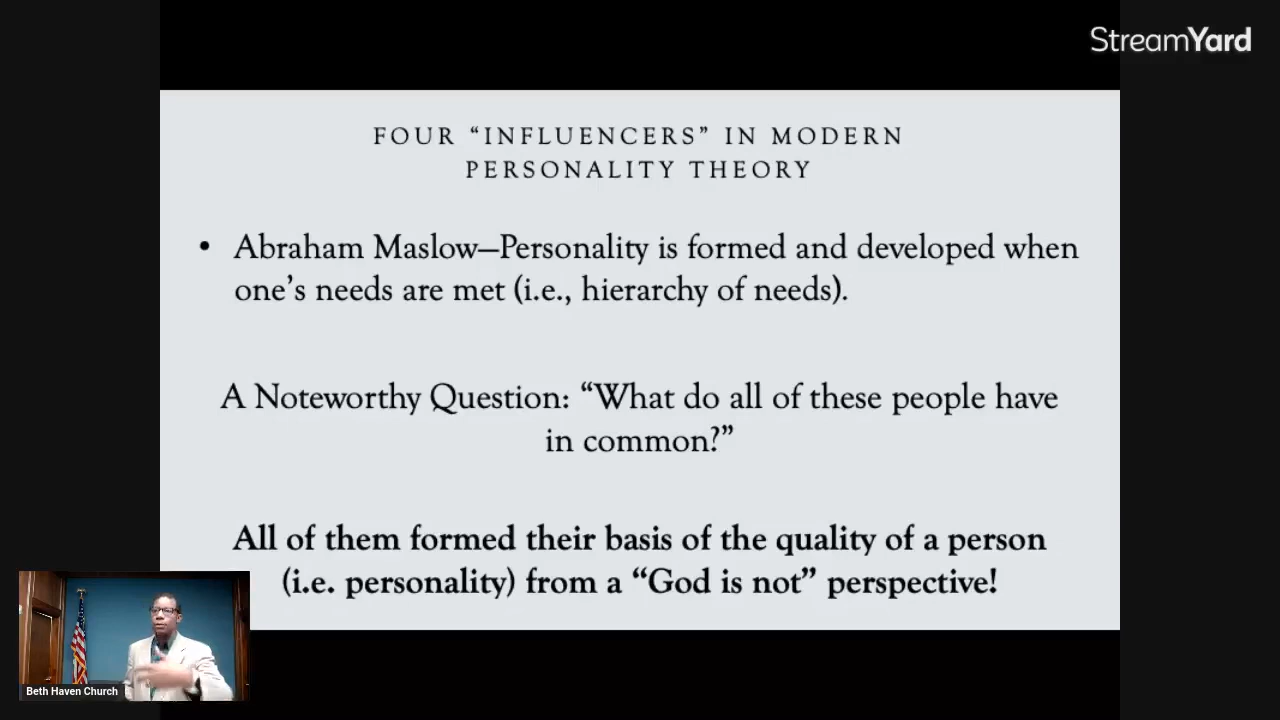 StreamYard
FOUR “INFLUENCERS” IN MODERN
PERSONALITY THEORY
• Abraham Maslow—Personality is formed and developed when
one’s needs are met (i.e., hierarchy of needs).
A Noteworthy Question: “What do all of these people have
in common?”
All of them formed their basis of the quality of a person
(i.e. personality) from a “God is not” perspective!
Beth Haven Church